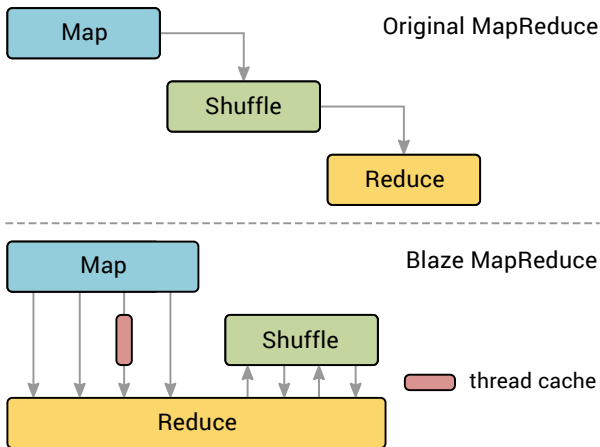 Map
Original MapReduce
Shuffle
Reduce
Map
Blaze MapReduce
Shuffle
thread cache
Reduce